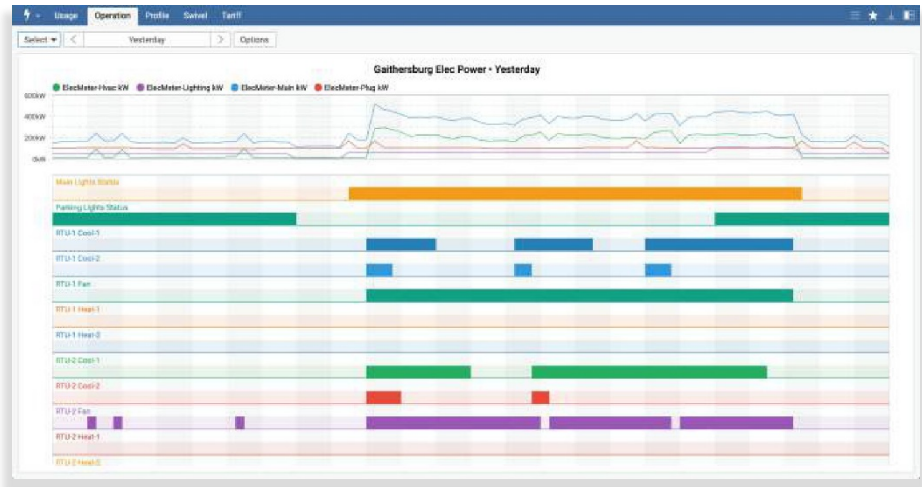 Usage Operation Profile Swivel Tariff
Select Yesterday Options
Gaithersburg Elec Power • Yesterday
ElecMeter-Hvac kW ElecMeter-Lighting kW ElecMeter-Main kW ElecMeter-Plug kW
600kW
400kW
200kW
0kW
Main Lights Status
Parking Lights Status
RTU-1 Cool-1
RTU-1 Cool-2
RTU-1 Fan
RTU-1 Heat-1
RTU-1 Heat-2
RTU-2 Cool-1
RTU-2 Cool-2
RTU-2 Fan
RTU-2 Heat-1
RTU-2 Heat-2